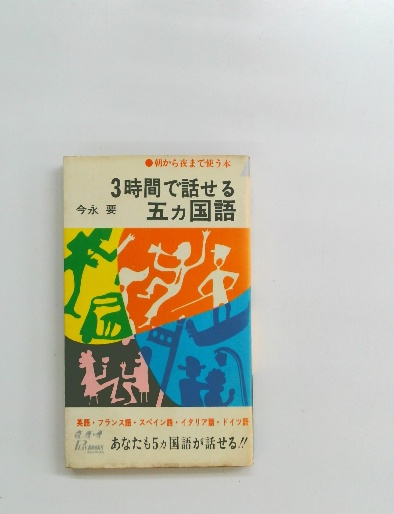 ●朝から夜まで使う本
3時間で話せる
今永 要 五ヵ国語
英語・フランス語・スペイン語・イタリア語・ドイツ語
あなたも5ヵ国語が話せる!!